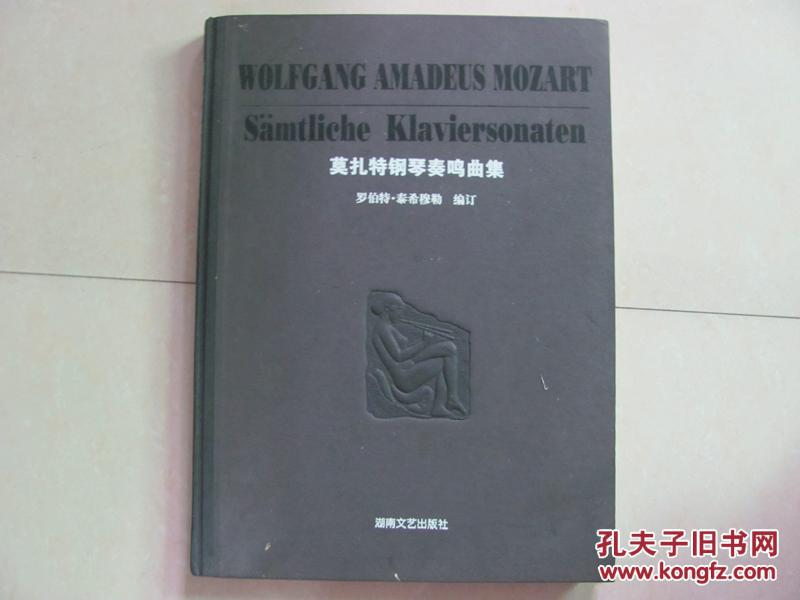 WOLFGANG AMADEUS MOZART
Sämtliche Klaviersonaten
莫扎特钢琴奏鸣曲集
罗伯特·泰希穆勒 编订
湖南文艺出版社
孔夫子旧书网
www.kongfz.com